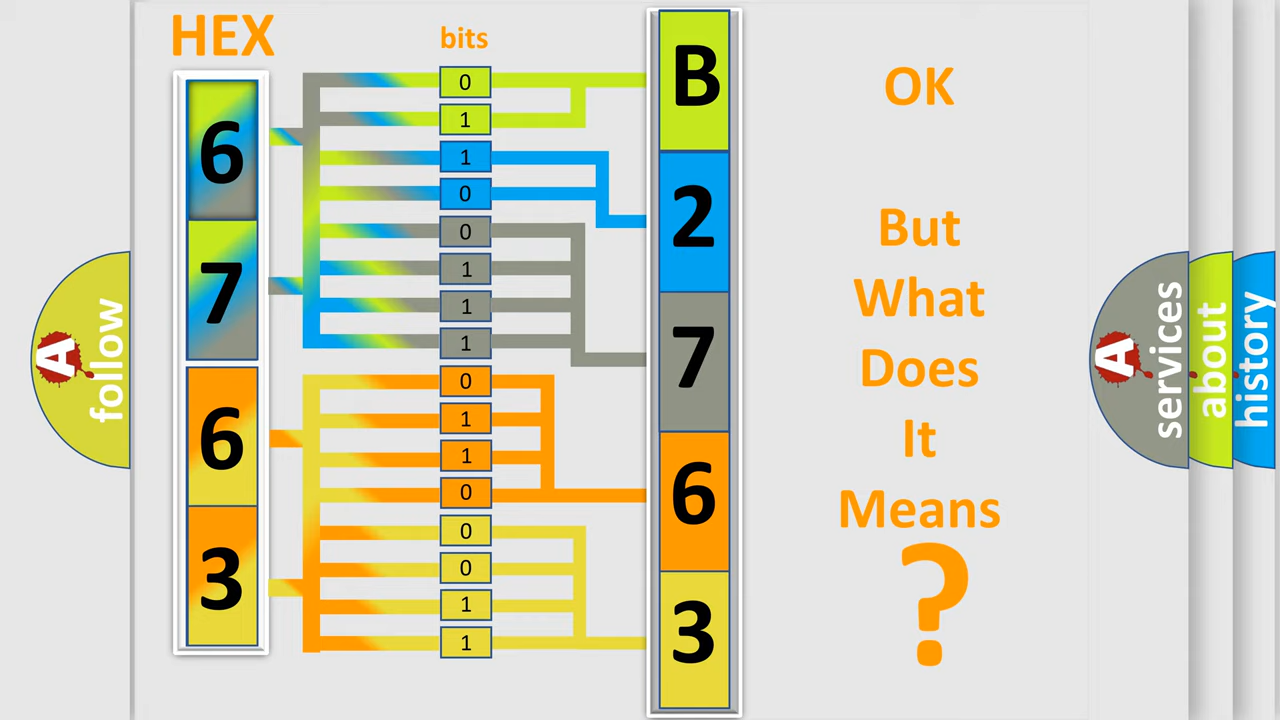 HEX
6
7
6
3
bits
0
1
1
0
0
1
1
1
0
1
1
0
0
0
1
1
B
2
7
6
3
OK
But
What
Does
It
Means
?
A
follow
A
services
about
history